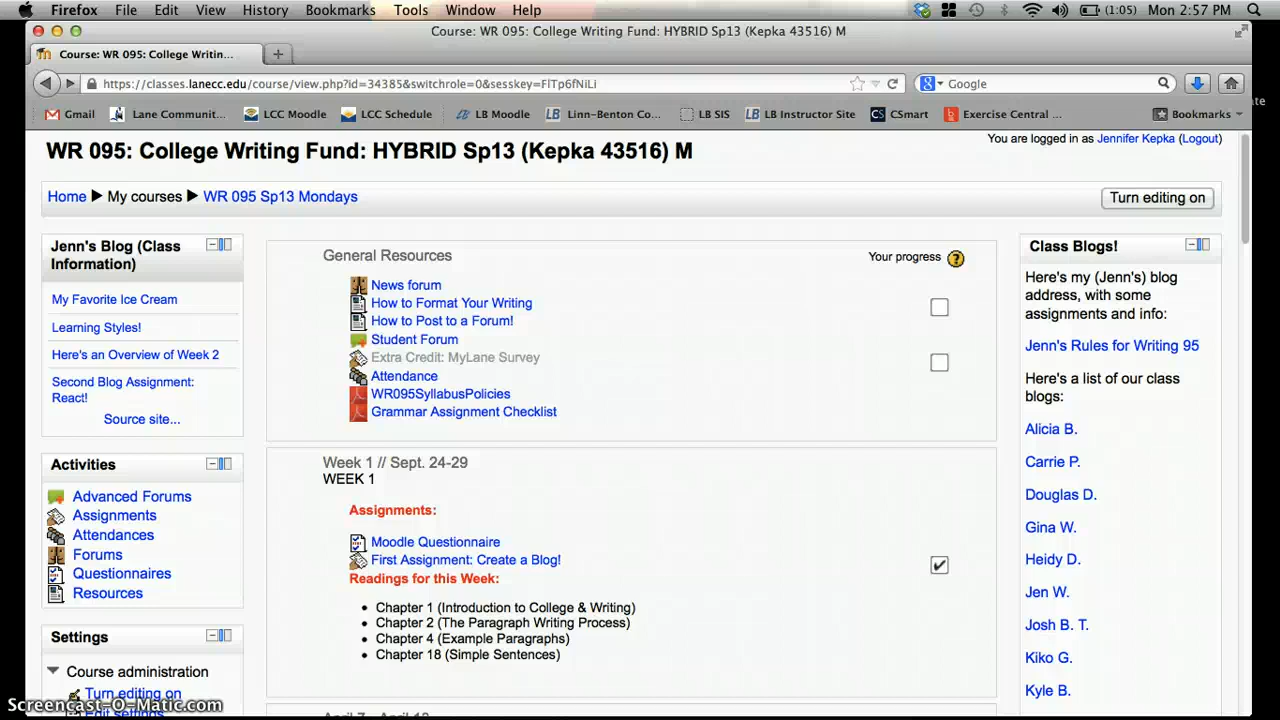 Firefox File Edit View History Bookmarks Tools Window Help (1:05) Mon 2:57 PM
Course: WR 095: College Writing Fund: HYBRID Sp13 (Kepka 43516) M
Course: WR 095: College Writin...
https://classes.lanecc.edu/course/view.php?id=34385&switchrole=0&sesskey=FlTp6fNiLi Google
Gmail Lane Communit... LCC Moodle LCC Schedule LB Moodle Linn-Benton Co... LB SIS LB Instructor Site CSmart Exercise Central ... Bookmarks
You are logged in as Jennifer Kepka (Logout)
WR 095: College Writing Fund: HYBRID Sp13 (Kepka 43516) M
Home ▶ My courses ▶ WR 095 Sp13 Mondays Turn editing on
Jenn's Blog (Class
Information)
My Favorite Ice Cream
Learning Styles!
Here's an Overview of Week 2
Second Blog Assignment:
React!
Source site...
Activities
Advanced Forums
Assignments
Attendances
Forums
Questionnaires
Resources
Settings
Course administration
Turn editing on
Edit settings
General Resources
Your progress
News forum
How to Format Your Writing
How to Post to a Forum!
Student Forum
Extra Credit: MyLane Survey
Attendance
WR095SyllabusPolicies
Grammar Assignment Checklist
Week 1 // Sept. 24-29
WEEK 1
Assignments:
Moodle Questionnaire
First Assignment: Create a Blog!
Readings for this Week:
• Chapter 1 (Introduction to College & Writing)
• Chapter 2 (The Paragraph Writing Process)
• Chapter 4 (Example Paragraphs)
• Chapter 18 (Simple Sentences)
Class Blogs!
Here's my (Jenn's) blog
address, with some
assignments and info:
Jenn's Rules for Writing 95
Here's a list of our class
blogs:
Alicia B.
Carrie P.
Douglas D.
Gina W.
Heidy D.
Jen W.
Josh B. T.
Kiko G.
Kyle B.
Screencast-O-Matic.com